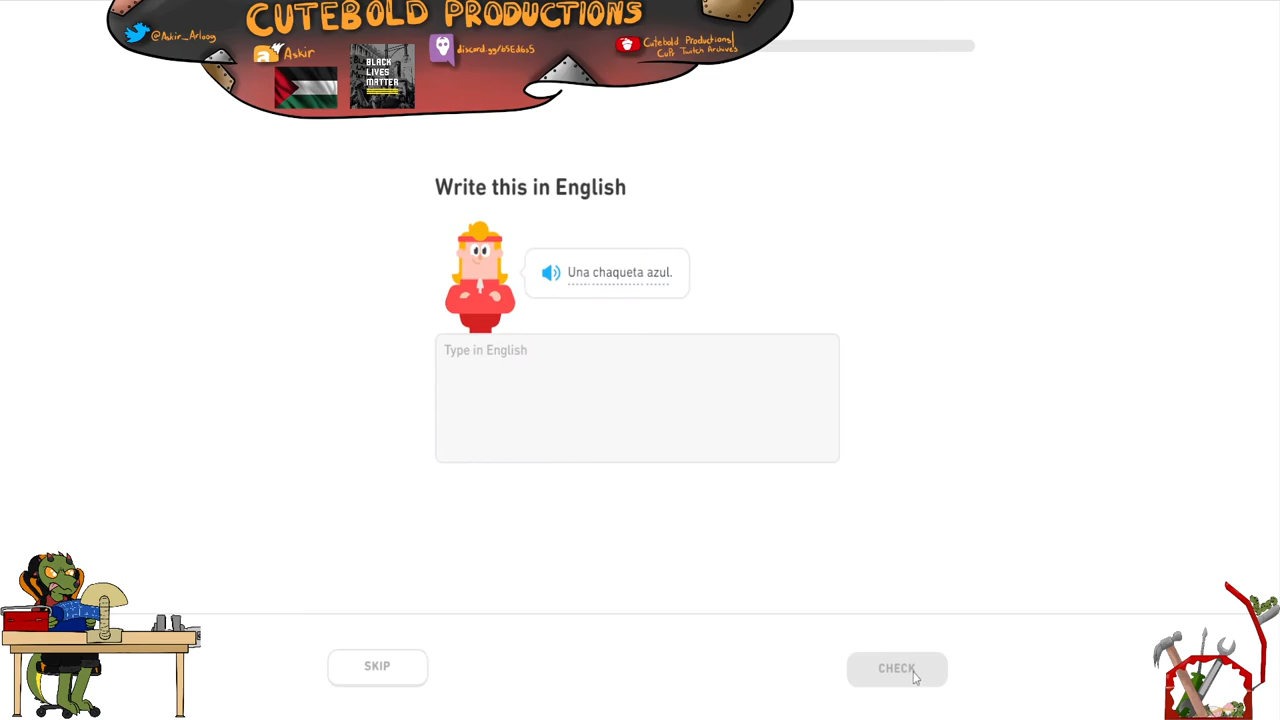 CUTEBOLD PRODUCTIONS
@Askir_Arloog
Askir
BLACK
LIVES
MATTER
discord.gg/bSEd6s5
Cutebold Productions/
Cups Twitch Archives
Write this in English
Una chaqueta azul.
Type in English
SKIP
CHECK